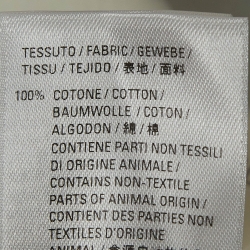 TESSUTO / FABRIC / GEWEBE /
TISSU / TEJIDO / 表地 / 面料
100% COTONE / COTTON /
BAUMWOLLE / COTON /
ALGODON / 綿 / 棉
CONTIENE PARTI NON TESSILI
DI ORIGINE ANIMALE /
CONTAINS NON-TEXTILE
PARTS OF ANIMAL ORIGIN /
CONTIENT DES PARTIES NON
TEXTILES D'ORIGINE